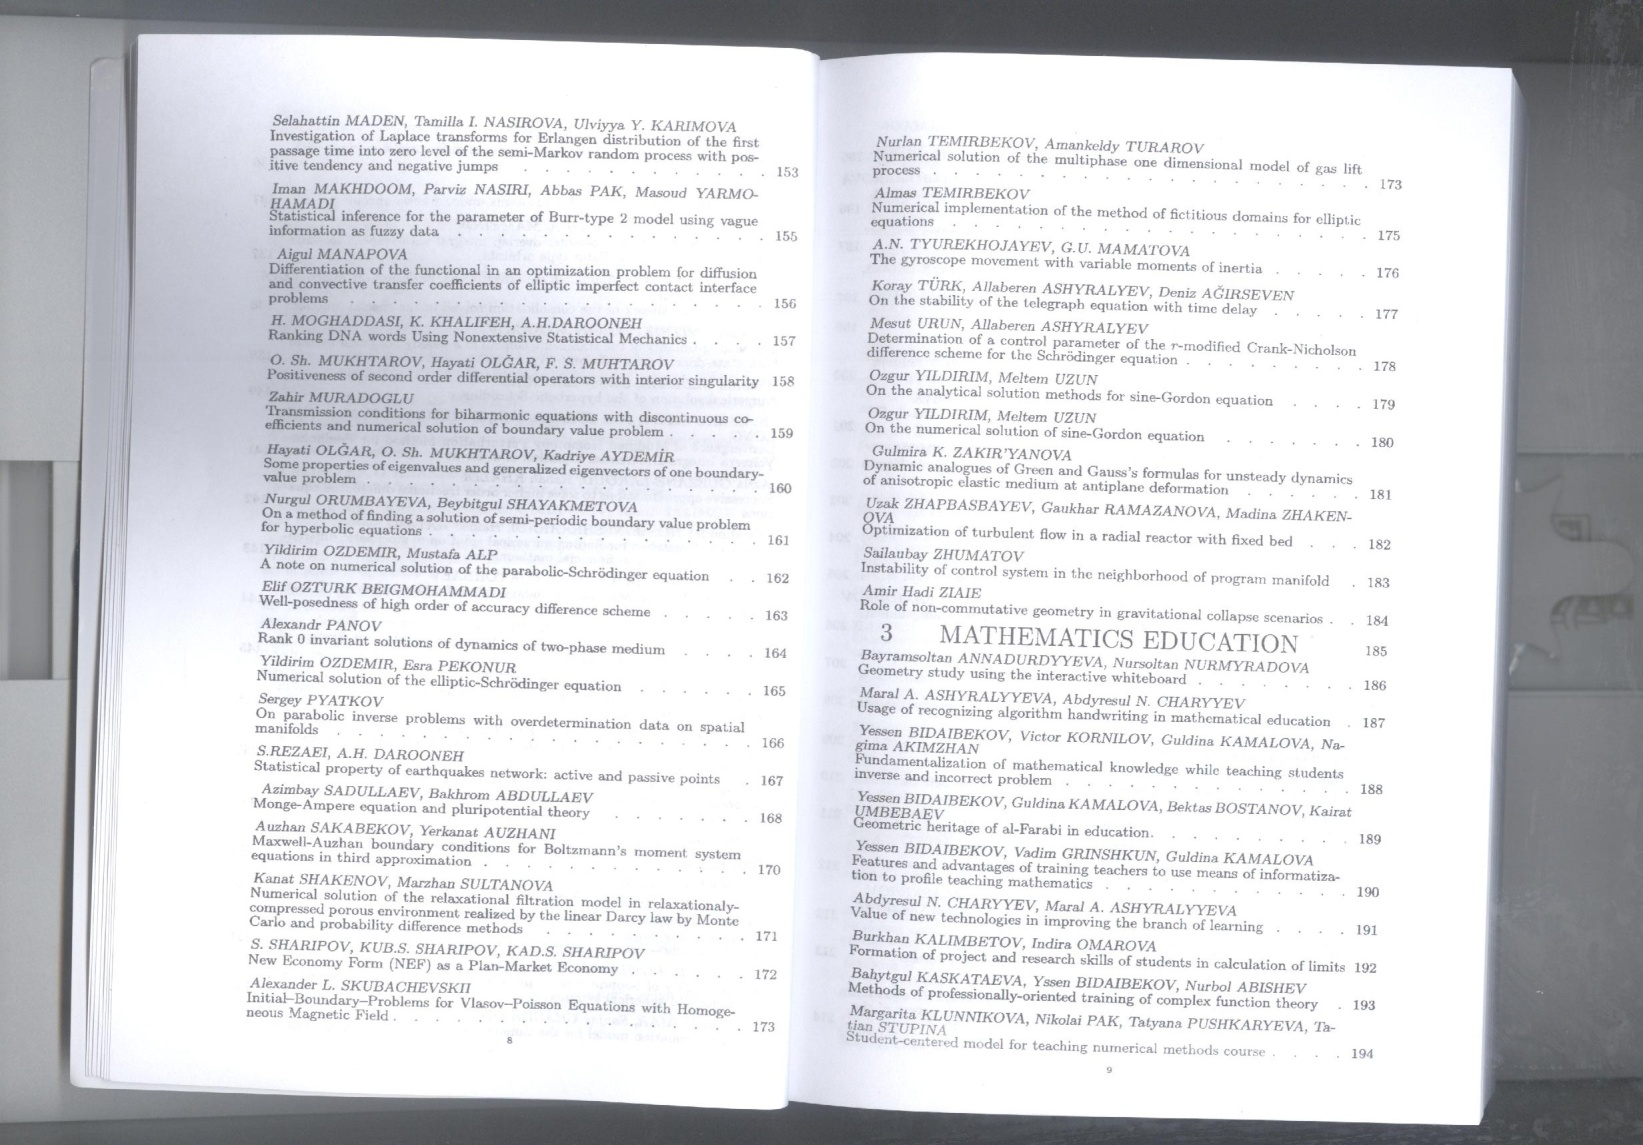 Selahattin MADEN, Tamilla I. NASIROVA, Ulviyya Y. KARIMOVA
Investigation of Laplace transforms for Erlangen distribution of the first
passage time into zero level of the semi-Markov random process with pos-
itive tendency and negative jumps . . . . . . . . . . . 153
Iman MAKHDOOM, Parviz NASIRI, Abbas PAK, Masoud YARMO-
HAMADI
Statistical inference for the parameter of Burr-type 2 model using vague
information as fuzzy data . . . . . . . . . . . . . 155
Aigul MANAPOVA
Differentiation of the functional in an optimization problem for diffusion
and convective transfer coefficients of elliptic imperfect contact interface
problems . . . . . . . . . . . . . . . . . 156
H. MOGHADDASI, K. KHALIFEH, A.H.DAROONEH
Ranking DNA words Using Nonextensive Statistical Mechanics . . . . 157
O. Sh. MUKHTAROV, Hayati OLĞAR, F. S. MUHTAROV
Positiveness of second order differential operators with interior singularity 158
Zahir MURADOGLU
Transmission conditions for biharmonic equations with discontinuous co-
efficients and numerical solution of boundary value problem . . . . . 159
Hayati OLĞAR, O. Sh. MUKHTAROV, Kadriye AYDEMİR
Some properties of eigenvalues and generalized eigenvectors of one boundary-
value problem . . . . . . . . . . . . . . . . 160
Nurgul ORUMBAYEVA, Beybitgul SHAYAKMETOVA
On a method of finding a solution of semi-periodic boundary value problem
for hyperbolic equations . . . . . . . . . . . . . . 161
Yildirim OZDEMIR, Mustafa ALP
A note on numerical solution of the parabolic-Schrödinger equation . . 162
Elif OZTURK BEIGMOHAMMADI
Well-posedness of high order of accuracy difference scheme . . . . . 163
Alexandr PANOV
Rank 0 invariant solutions of dynamics of two-phase medium . . . . 164
Yildirim OZDEMIR, Esra PEKONUR
Numerical solution of the elliptic-Schrödinger equation . . . . . . 165
Sergey PYATKOV
On parabolic inverse problems with overdetermination data on spatial
manifolds . . . . . . . . . . . . . . . . . 166
S.REZAEI, A.H. DAROONEH
Statistical property of earthquakes network: active and passive points . 167
Azimbay SADULLAEV, Bakhrom ABDULLAEV
Monge-Ampere equation and pluripotential theory . . . . . . . 168
Auzhan SAKABEKOV, Yerkanat AUZHANI
Maxwell-Auzhan boundary conditions for Boltzmann's moment system
equations in third approximation . . . . . . . . . . . 170
Kanat SHAKENOV, Marzhan SULTANOVA
Numerical solution of the relaxational filtration model in relaxationaly-
compressed porous environment realized by the linear Darcy law by Monte
Carlo and probability difference methods . . . . . . . . . 171
S. SHARIPOV, KUB.S. SHARIPOV, KAD.S. SHARIPOV
New Economy Form (NEF) as a Plan-Market Economy . . . . . . 172
Alexander L. SKUBACHEVSKII
Initial–Boundary–Problems for Vlasov–Poisson Equations with Homoge-
neous Magnetic Field . . . . . . . . . . . . . . 173
8
Nurlan TEMIRBEKOV, Amankeldy TURAROV
Numerical solution of the multiphase one dimensional model of gas lift
process . . . . . . . . . . . . . . . . . 173
Almas TEMIRBEKOV
Numerical implementation of the method of fictitious domains for elliptic
equations . . . . . . . . . . . . . . . . . 175
A.N. TYUREKHOJAYEV, G.U. MAMATOVA
The gyroscope movement with variable moments of inertia . . . . . 176
Koray TÜRK, Allaberen ASHYRALYEV, Deniz AĞIRSEVEN
On the stability of the telegraph equation with time delay . . . . . 177
Mesut URUN, Allaberen ASHYRALYEV
Determination of a control parameter of the r-modified Crank-Nicholson
difference scheme for the Schrödinger equation . . . . . . . . 178
Ozgur YILDIRIM, Meltem UZUN
On the analytical solution methods for sine-Gordon equation . . . . 179
Ozgur YILDIRIM, Meltem UZUN
On the numerical solution of sine-Gordon equation . . . . . . . 180
Gulmira K. ZAKIR'YANOVA
Dynamic analogues of Green and Gauss's formulas for unsteady dynamics
of anisotropic elastic medium at antiplane deformation . . . . . . 181
Uzak ZHAPBASBAYEV, Gaukhar RAMAZANOVA, Madina ZHAKEN-
OVA
Optimization of turbulent flow in a radial reactor with fixed bed . . . 182
Sailaubay ZHUMATOV
Instability of control system in the neighborhood of program manifold . 183
Amir Hadi ZIAIE
Role of non-commutative geometry in gravitational collapse scenarios . . 184
3 MATHEMATICS EDUCATION 185
Bayramsoltan ANNADURDYYEVA, Nursoltan NURMYRADOVA
Geometry study using the interactive whiteboard . . . . . . . . 186
Maral A. ASHYRALYYEVA, Abdyresul N. CHARYYEV
Usage of recognizing algorithm handwriting in mathematical education . 187
Yessen BIDAIBEKOV, Victor KORNILOV, Guldina KAMALOVA, Na-
gima AKIMZHAN
Fundamentalization of mathematical knowledge while teaching students
inverse and incorrect problem . . . . . . . . . . . . 188
Yessen BIDAIBEKOV, Guldina KAMALOVA, Bektas BOSTANOV, Kairat
UMBEBAEV
Geometric heritage of al-Farabi in education. . . . . . . . . 189
Yessen BIDAIBEKOV, Vadim GRINSHKUN, Guldina KAMALOVA
Features and advantages of training teachers to use means of informatiza-
tion to profile teaching mathematics . . . . . . . . . . 190
Abdyresul N. CHARYYEV, Maral A. ASHYRALYYEVA
Value of new technologies in improving the branch of learning . . . . 191
Burkhan KALIMBETOV, Indira OMAROVA
Formation of project and research skills of students in calculation of limits 192
Bahytgul KASKATAEVA, Yssen BIDAIBEKOV, Nurbol ABISHEV
Methods of professionally-oriented training of complex function theory . 193
Margarita KLUNNIKOVA, Nikolai PAK, Tatyana PUSHKARYEVA, Ta-
tian STUPINA
Student-centered model for teaching numerical methods course . . . . 194
9